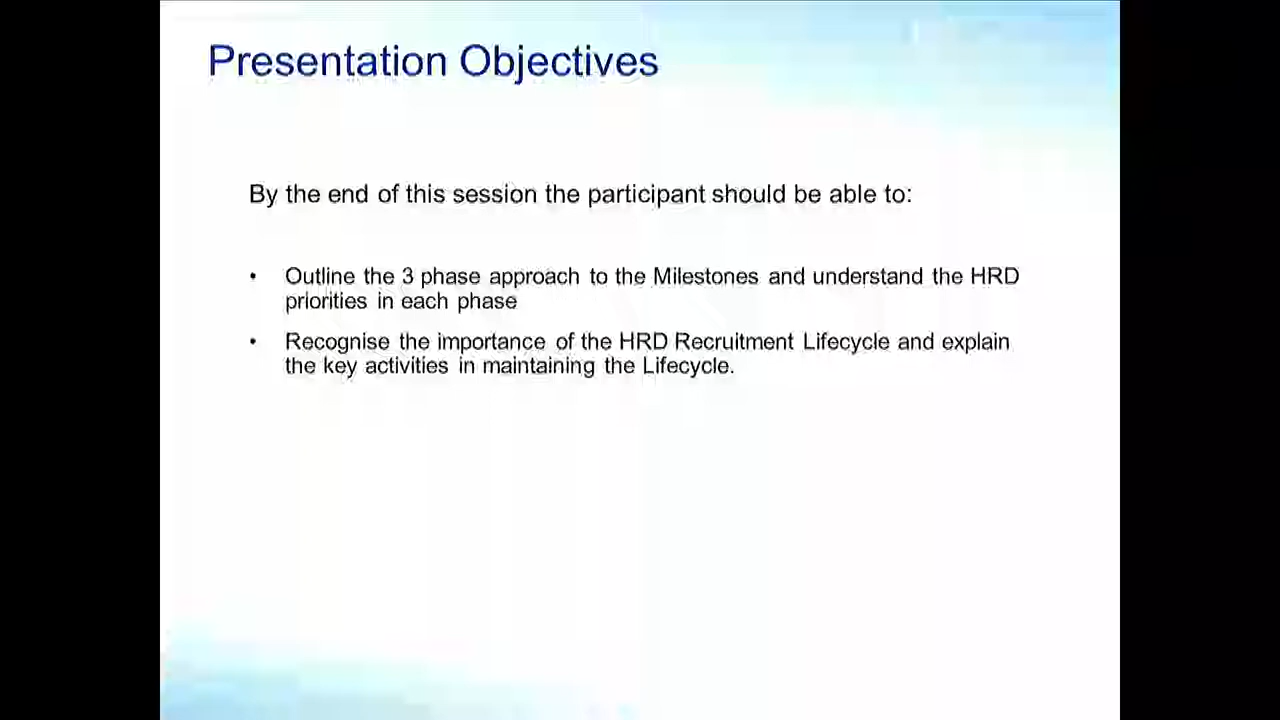 Presentation Objectives
By the end of this session the participant should be able to:
• Outline the 3 phase approach to the Milestones and understand the HRD
priorities in each phase
• Recognise the importance of the HRD Recruitment Lifecycle and explain
the key activities in maintaining the Lifecycle.